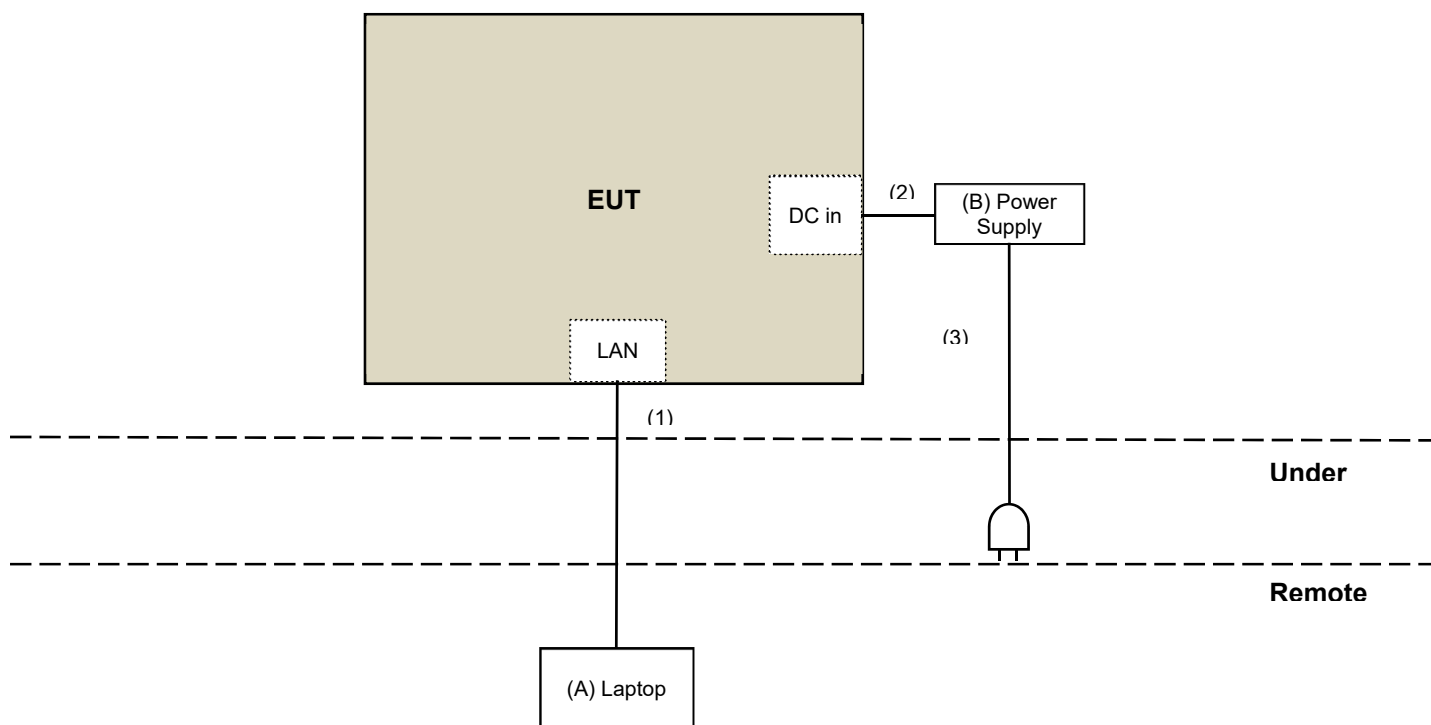 EUT
DC in
(2)
(B) Power
Supply
(3)
LAN
(1)
Under
Remote
(A) Laptop